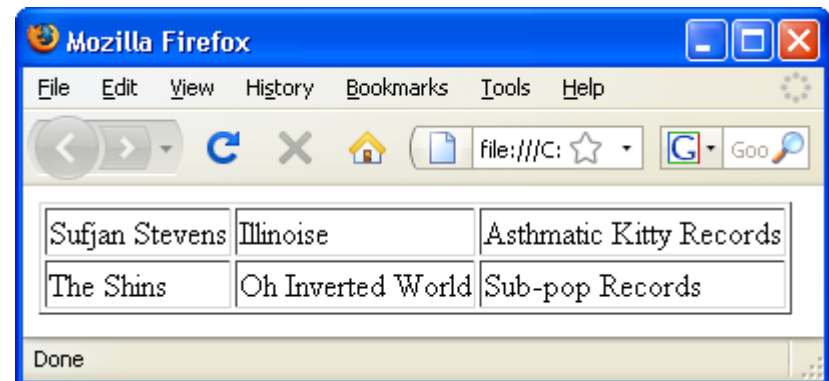 Mozilla Firefox
File Edit View History Bookmarks Tools Help
file:///C: G Goo
Sufjan Stevens Illinoise Asthmatic Kitty Records
The Shins Oh Inverted World Sub-pop Records
Done